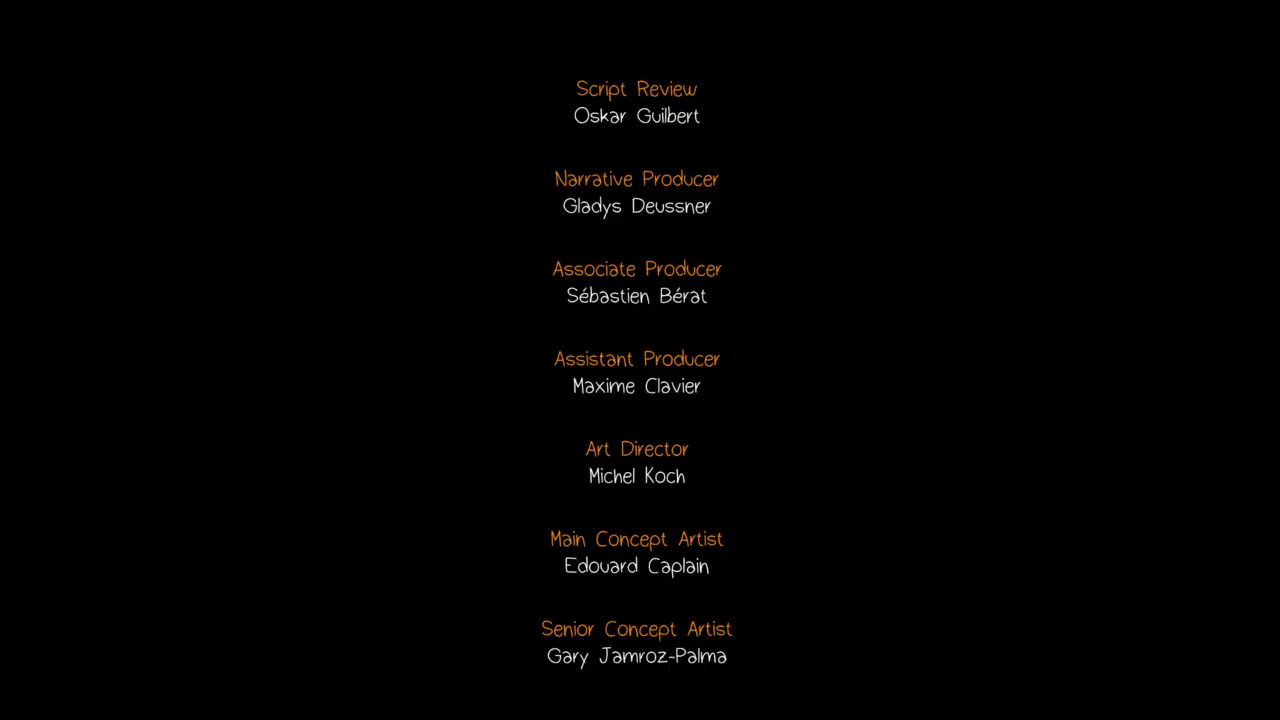 Script Review
Oskar Guilbert
Narrative Producer
Gladys Deussner
Associate Producer
Sébastien Bérat
Assistant Producer
Maxime Clavier
Art Director
Michel Koch
Main Concept Artist
Edouard Caplain
Senior Concept Artist
Gary Jamroz-Palma